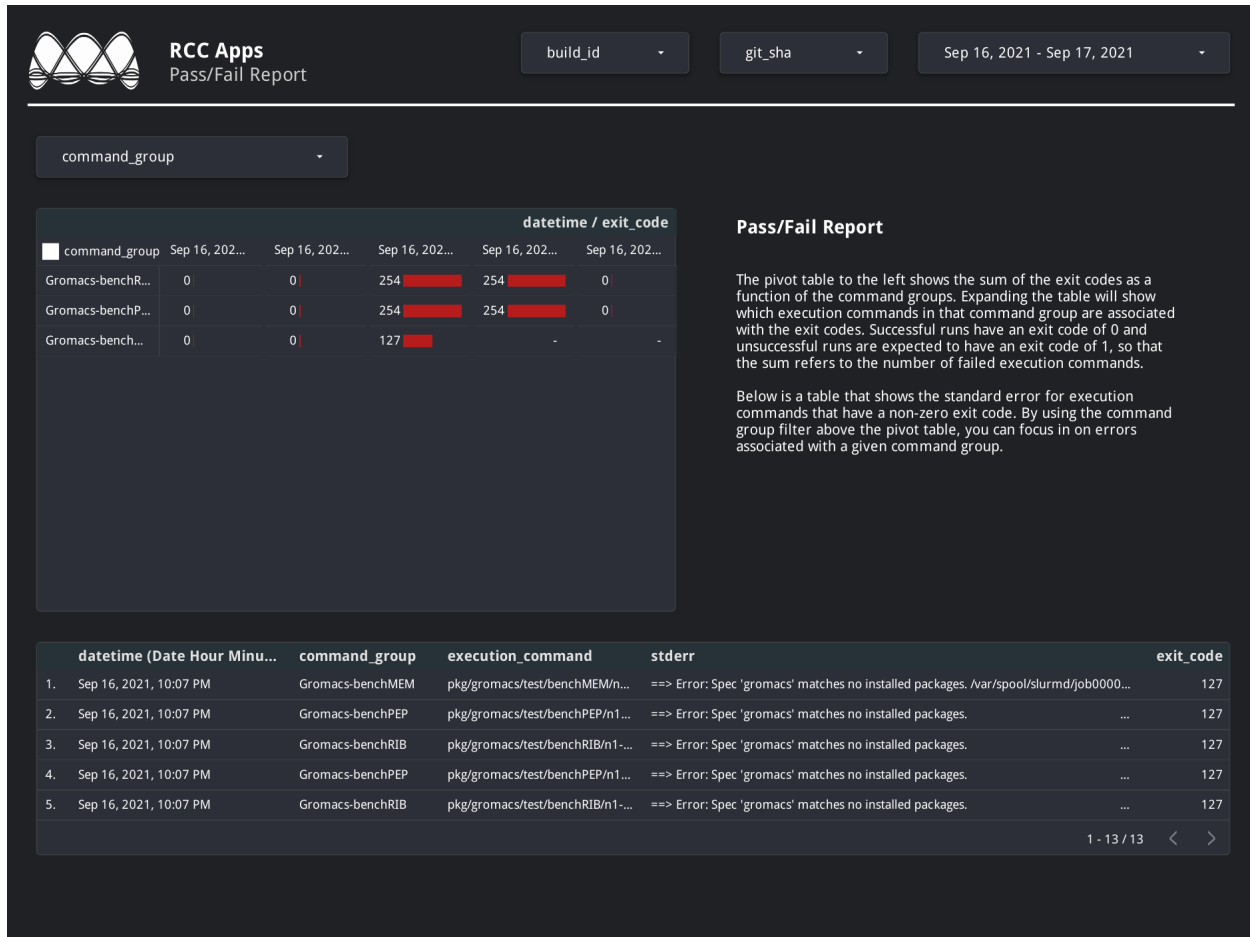 RCC Apps
Pass/Fail Report
build_id
git_sha
Sep 16, 2021 - Sep 17, 2021
command_group
datetime / exit_code
command_group Sep 16, 202... Sep 16, 202... Sep 16, 202... Sep 16, 202... Sep 16, 202...
Gromacs-benchR... 0 0 254 254 0
Gromacs-benchP... 0 0 254 254 0
Gromacs-bench... 0 0 127 - -
Pass/Fail Report
The pivot table to the left shows the sum of the exit codes as a
function of the command groups. Expanding the table will show
which execution commands in that command group are associated
with the exit codes. Successful runs have an exit code of 0 and
unsuccessful runs are expected to have an exit code of 1, so that
the sum refers to the number of failed execution commands.
Below is a table that shows the standard error for execution
commands that have a non-zero exit code. By using the command
group filter above the pivot table, you can focus in on errors
associated with a given command group.
datetime (Date Hour Minu... command_group execution_command stderr exit_code
1. Sep 16, 2021, 10:07 PM Gromacs-benchMEM pkg/gromacs/test/benchMEM/n... ==> Error: Spec 'gromacs' matches no installed packages. /var/spool/slurmd/job0000... 127
2. Sep 16, 2021, 10:07 PM Gromacs-benchPEP pkg/gromacs/test/benchPEP/n1... ==> Error: Spec 'gromacs' matches no installed packages. ... 127
3. Sep 16, 2021, 10:07 PM Gromacs-benchRIB pkg/gromacs/test/benchRIB/n1-... ==> Error: Spec 'gromacs' matches no installed packages. ... 127
4. Sep 16, 2021, 10:07 PM Gromacs-benchPEP pkg/gromacs/test/benchPEP/n1... ==> Error: Spec 'gromacs' matches no installed packages. ... 127
5. Sep 16, 2021, 10:07 PM Gromacs-benchRIB pkg/gromacs/test/benchRIB/n1-... ==> Error: Spec 'gromacs' matches no installed packages. ... 127
1 - 13 / 13